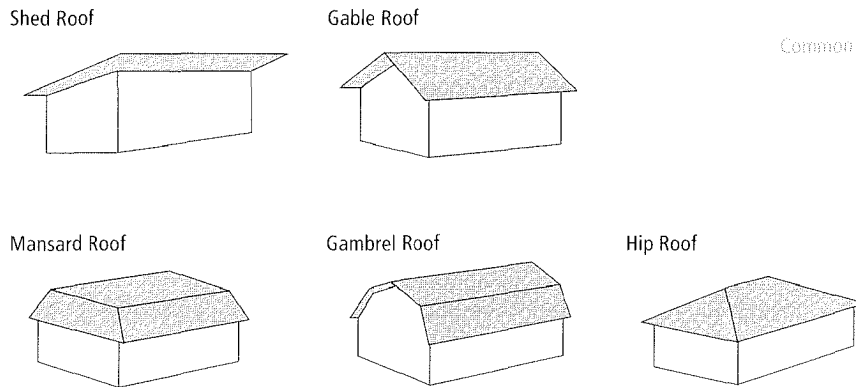 Shed Roof
Gable Roof
Common
Mansard Roof
Gambrel Roof
Hip Roof